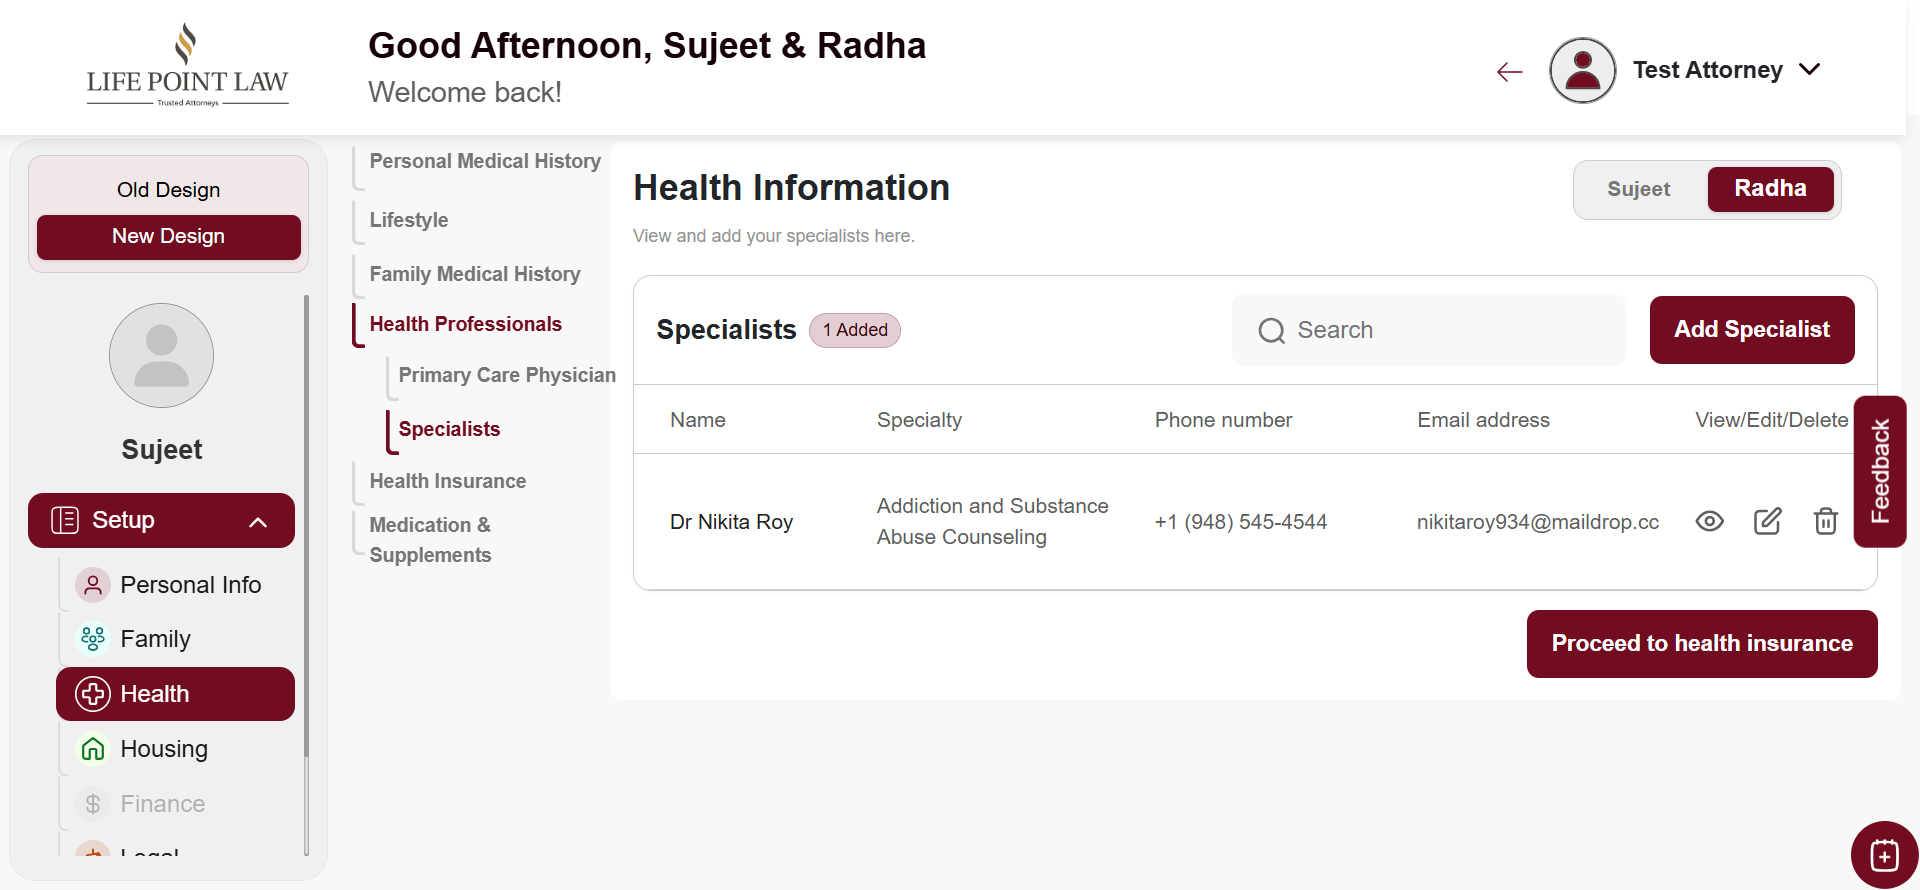 LIFE POINT LAW
Trusted Attorneys
Good Afternoon, Sujeet & Radha
Welcome back!
Test Attorney
Old Design
New Design
Sujeet
Setup
Personal Info
Family
Health
Housing
Finance
Legal
Personal Medical History
Lifestyle
Family Medical History
Health Professionals
Primary Care Physician
Specialists
Health Insurance
Medication &
Supplements
Health Information
View and add your specialists here.
Sujeet Radha
Specialists 1 Added
Search
Add Specialist
Name Specialty Phone number Email address View/Edit/Delete
Dr Nikita Roy Addiction and Substance +1 (948) 545-4544 nikitaroy934@maildrop.cc
Abuse Counseling
Proceed to health insurance
Feedback